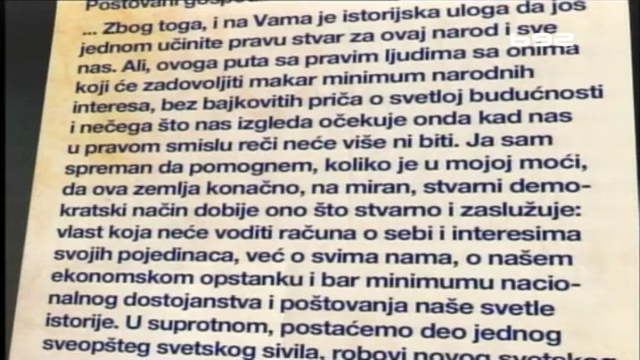 Poštovani gospod
... Zbog toga, i na Vama je istorijska uloga da još
jednom učinite pravu stvar za ovaj narod i sve
nas. Ali, ovoga puta sa pravim ljudima sa onima
koji će zadovoljiti makar minimum narodnih
interesa, bez bajkovitih priča o svetloj budućnosti
i nečega što nas izgleda očekuje onda kad nas
u pravom smislu reči neće više ni biti. Ja sam
spreman da pomognem, koliko je u mojoj moći,
da ova zemlja konačno, na miran, stvarni demo-
kratski način dobije ono što stvarno i zaslužuje:
vlast koja neće voditi računa o sebi i interesima
svojih pojedinaca, već o svima nama, o našem
ekonomskom opstanku i bar minimumu nacio-
nalnog dostojanstva i poštovanja naše svetle
istorije. U suprotnom, postaćemo deo jednog
sveopšteg svetskog sivila, robovi novog svetskog